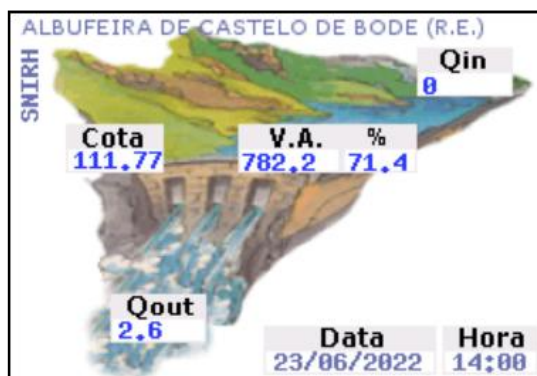 ALBUFEIRA DE CASTELO DE BODE (R.E.)
SNIRH
Qin
0
Cota
111.77
V.A.
782.2
%
71.4
Qout
2.6
Data
23/06/2022
Hora
14:00